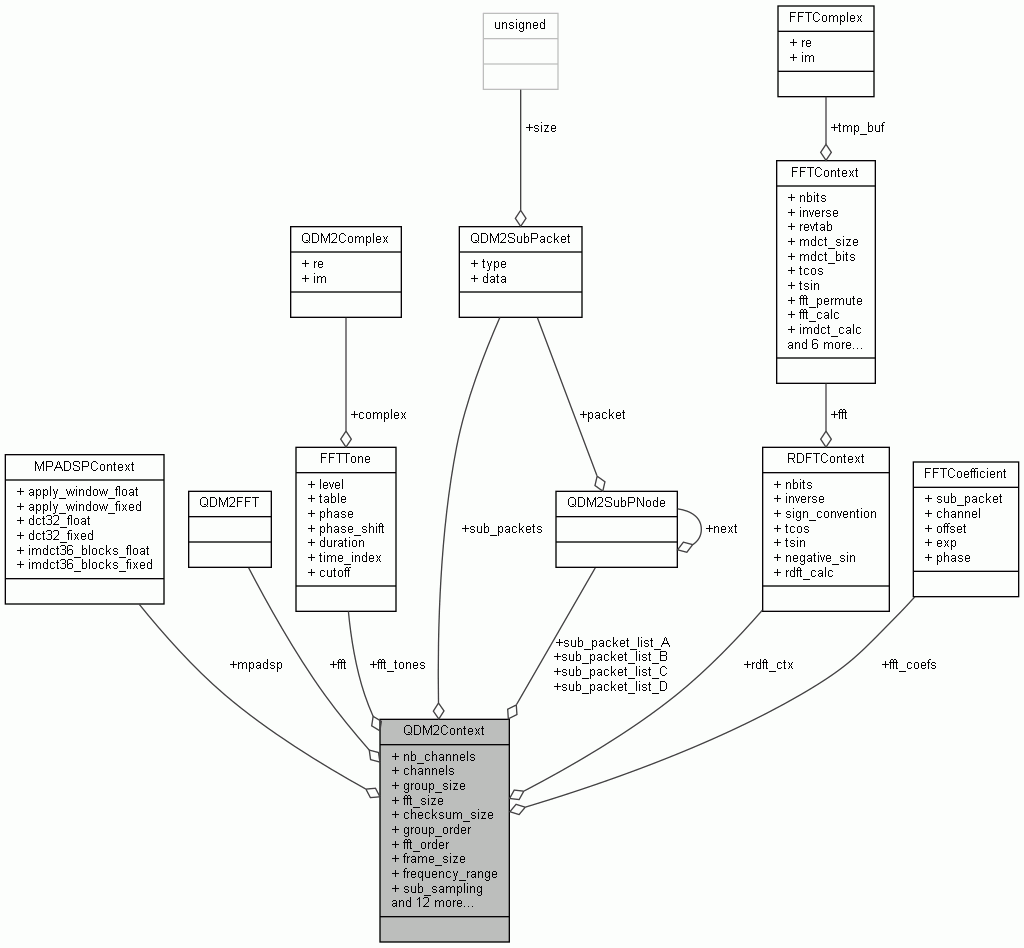 unsigned
+size
FFTComplex
+ re
+ im
+tmp_buf
FFTContext
+ nbits
+ inverse
+ revtab
+ mdct_size
+ mdct_bits
+ tcos
+ tsin
+ fft_permute
+ fft_calc
+ imdct_calc
and 6 more...
+fft
QDM2Complex
+ re
+ im
+complex
QDM2SubPacket
+ type
+ data
+sub_packets
+packet
MPADSPContext
+ apply_window_float
+ apply_window_fixed
+ dct32_float
+ dct32_fixed
+ imdct36_blocks_float
+ imdct36_blocks_fixed
+mpadsp
QDM2FFT
+fft
FFTTone
+ level
+ table
+ phase
+ phase_shift
+ duration
+ time_index
+ cutoff
+fft_tones
QDM2SubPNode
+next
+sub_packet_list_A
+sub_packet_list_B
+sub_packet_list_C
+sub_packet_list_D
RDFTContext
+ nbits
+ inverse
+ sign_convention
+ tcos
+ tsin
+ negative_sin
+ rdft_calc
+rdft_ctx
FFTCoefficient
+ sub_packet
+ channel
+ offset
+ exp
+ phase
+fft_coefs
QDM2Context
+ nb_channels
+ channels
+ group_size
+ fft_size
+ checksum_size
+ group_order
+ fft_order
+ frame_size
+ frequency_range
+ sub_sampling
and 12 more...